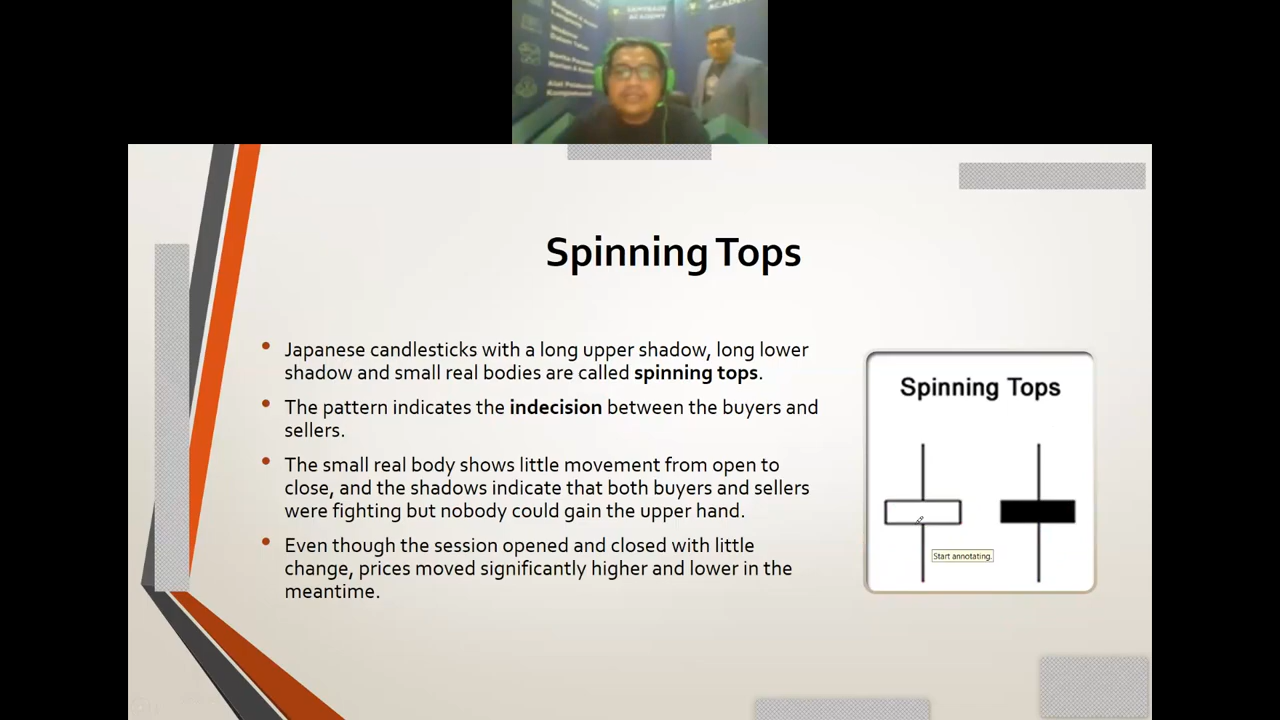 ACADEMY
Spinning Tops
Japanese candlesticks with a long upper shadow, long lower
shadow and small real bodies are called spinning tops.
The pattern indicates the indecision between the buyers and
sellers.
The small real body shows little movement from open to
close, and the shadows indicate that both buyers and sellers
were fighting but nobody could gain the upper hand.
Even though the session opened and closed with little
change, prices moved significantly higher and lower in the
meantime.
Spinning Tops
Start annotating.